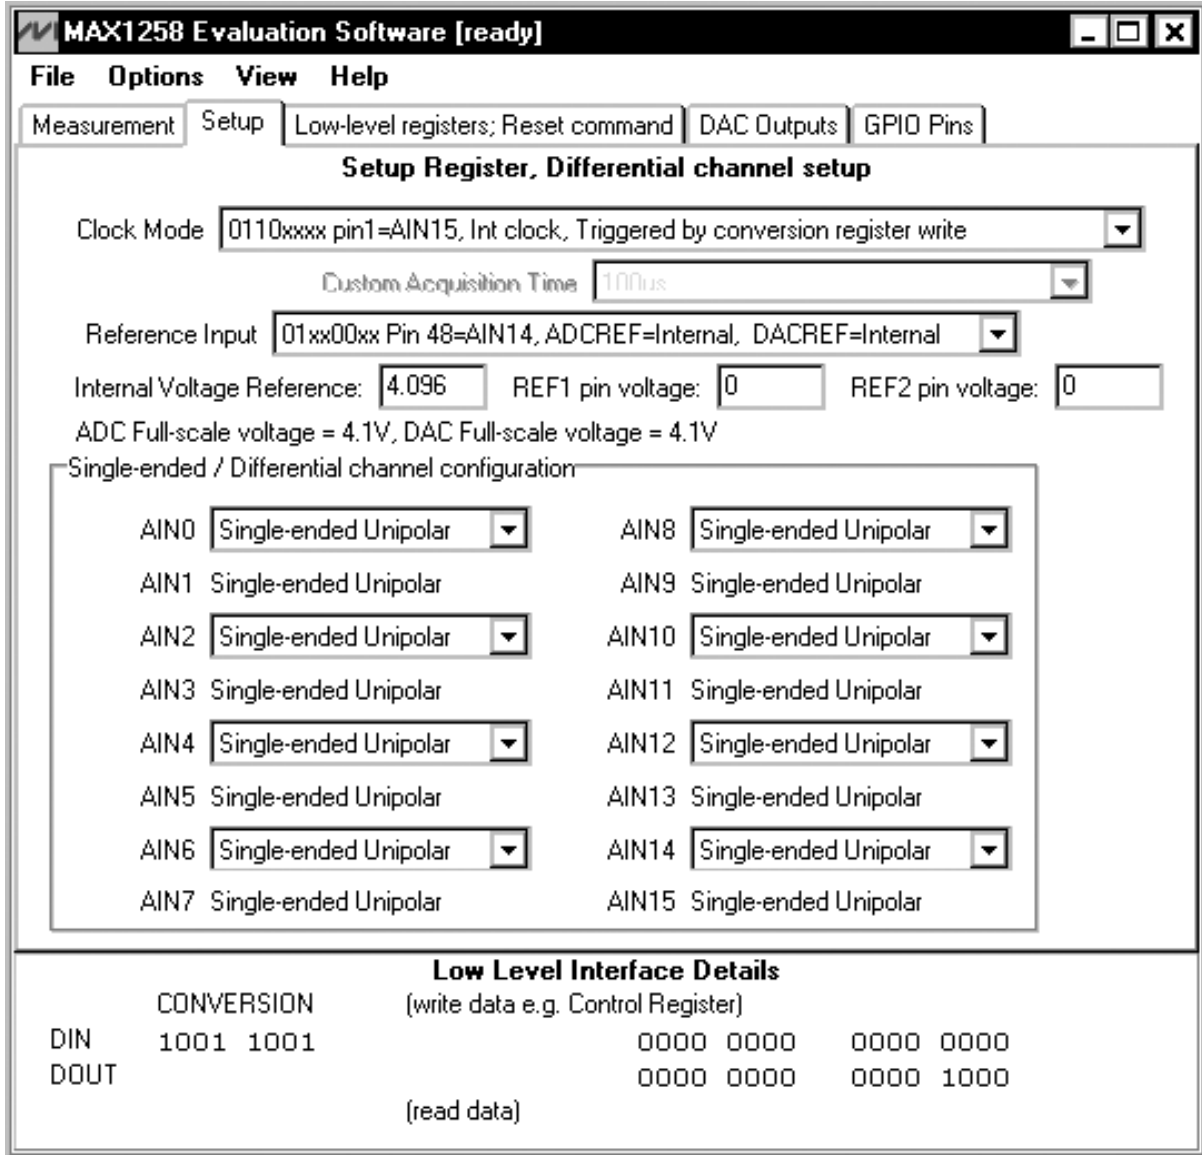 MAX1258 Evaluation Software [ready]
File Options View Help
Measurement Setup Low-level registers; Reset command DAC Outputs GPIO Pins
Setup Register, Differential channel setup
Clock Mode 0110xxxx pin1=AIN15, Int clock, Triggered by conversion register write
Custom Acquisition Time 100us
Reference Input 01xx00xx Pin 48=AIN14, ADCREF=Internal, DACREF=Internal
Internal Voltage Reference: 4.096 REF1 pin voltage: 0 REF2 pin voltage: 0
ADC Full-scale voltage = 4.1V, DAC Full-scale voltage = 4.1V
Single-ended / Differential channel configuration
AIN0 Single-ended Unipolar AIN8 Single-ended Unipolar
AIN1 Single-ended Unipolar AIN9 Single-ended Unipolar
AIN2 Single-ended Unipolar AIN10 Single-ended Unipolar
AIN3 Single-ended Unipolar AIN11 Single-ended Unipolar
AIN4 Single-ended Unipolar AIN12 Single-ended Unipolar
AIN5 Single-ended Unipolar AIN13 Single-ended Unipolar
AIN6 Single-ended Unipolar AIN14 Single-ended Unipolar
AIN7 Single-ended Unipolar AIN15 Single-ended Unipolar
Low Level Interface Details
CONVERSION (write data e.g. Control Register)
DIN 1001 1001 0000 0000 0000 0000
DOUT 0000 0000 0000 1000
(read data)